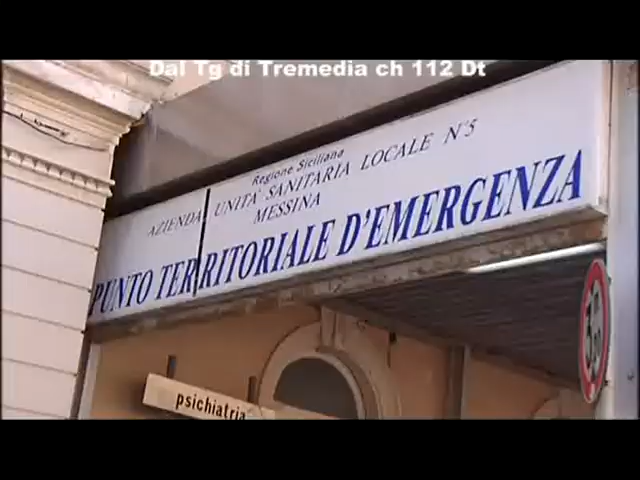 Dal Tg di Tremedia ch 112 Dt
Regione Siciliana
AZIENDA UNITA' SANITARIA LOCALE N°5
MESSINA
PUNTO TERRITORIALE D'EMERGENZA
psichiatria